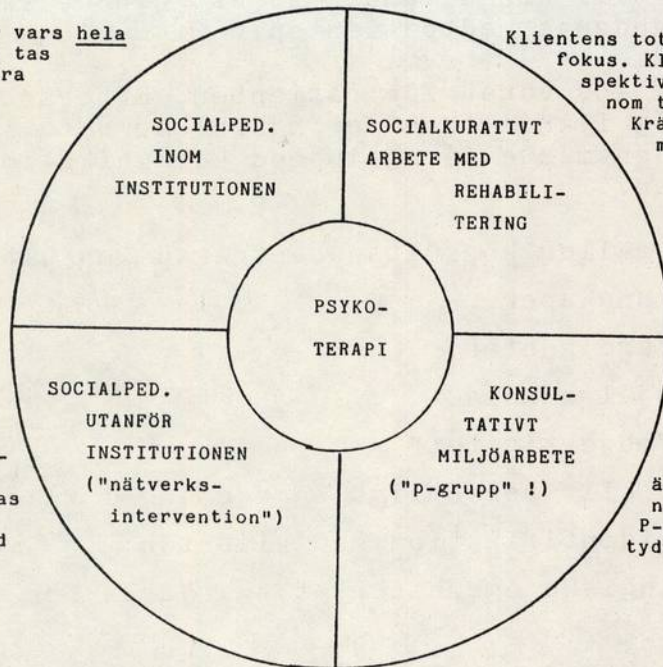 vars hela
tas
ra
SOCIALPED.
INOM
INSTITUTIONEN
Klientens tot
fokus. Kl
spektiv
nom t
Krä
m
SOCIALKURATIVT
ARBETE MED
REHABILI-
TERING
PSYKO-
TERAPI
SOCIALPED.
UTANFÖR
INSTITUTIONEN
("nätverks-
intervention")
-
as
d
KONSUL-
TATIVT
MILJÖARBETE
("p-grupp" !)
ä
n
P-
tyd